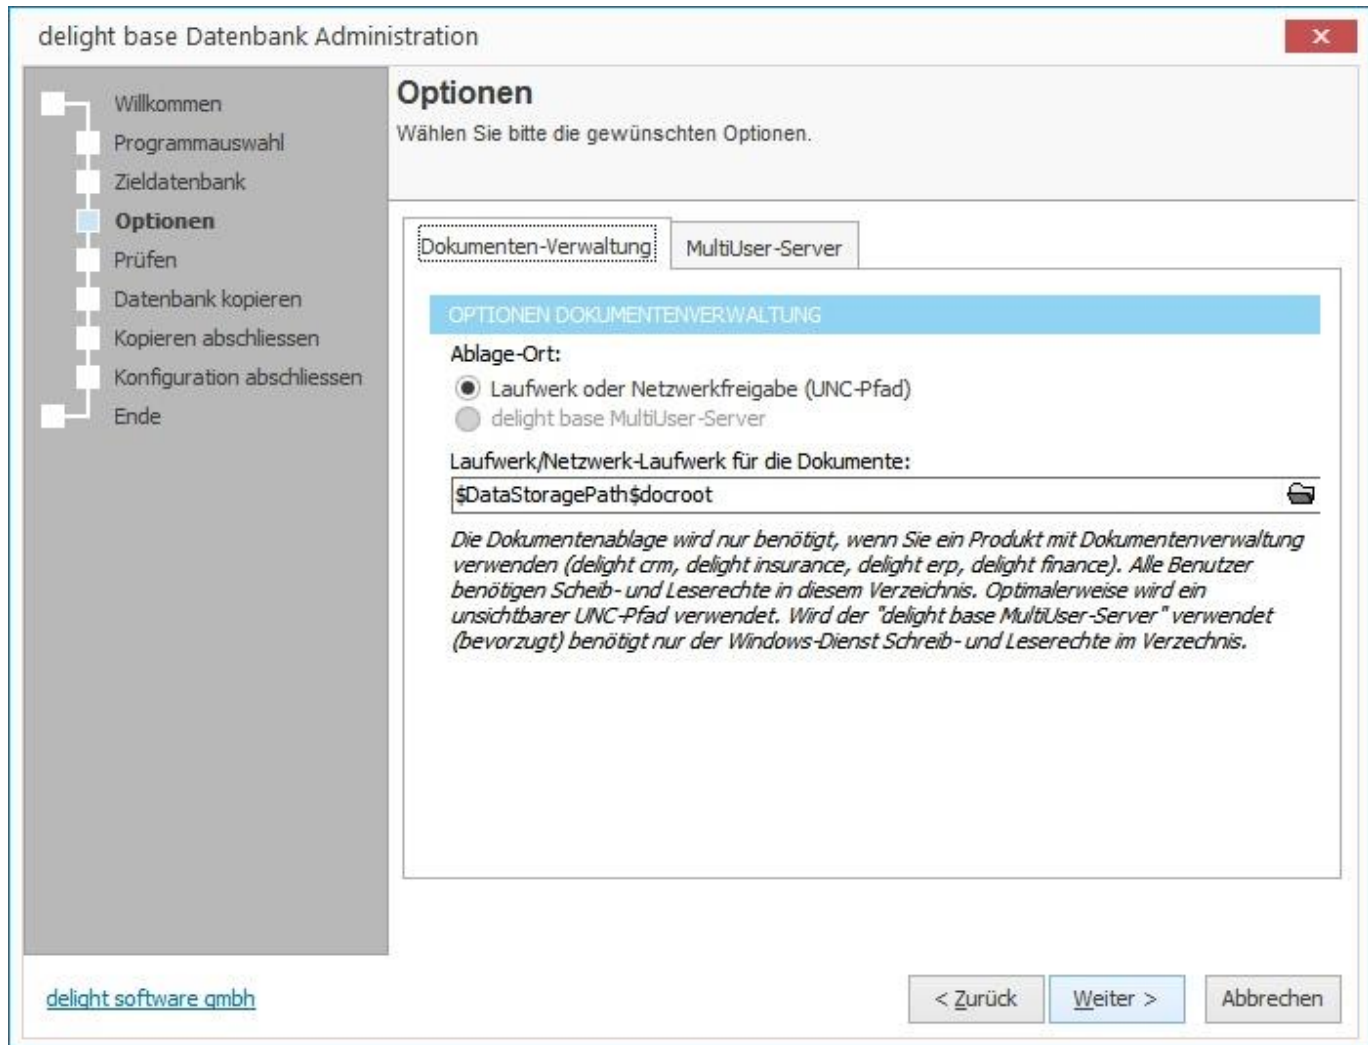 delight base Datenbank Administration
Willkommen
Programmauswahl
Zieldatenbank
Optionen
Prüfen
Datenbank kopieren
Kopieren abschliessen
Konfiguration abschliessen
Ende
Optionen
Wählen Sie bitte die gewünschten Optionen.
Dokumenten-Verwaltung
MultiUser-Server
OPTIONEN DOKUMENTENVERWALTUNG
Ablage-Ort:
Laufwerk oder Netzwerkfreigabe (UNC-Pfad)
delight base MultiUser-Server
Laufwerk/Netzwerk-Laufwerk für die Dokumente:
$DataStoragePath$docroot
Die Dokumentenablage wird nur benötigt, wenn Sie ein Produkt mit Dokumentenverwaltung
verwenden (delight crm, delight insurance, delight erp, delight finance). Alle Benutzer
benötigen Scheib- und Leserechte in diesem Verzeichnis. Optimalerweise wird ein
unsichtbarer UNC-Pfad verwendet. Wird der "delight base MultiUser-Server" verwendet
(bevorzugt) benötigt nur der Windows-Dienst Schreib- und Leserechte im Verzechnis.
delight software gmbh
< Zurück
Weiter >
Abbrechen